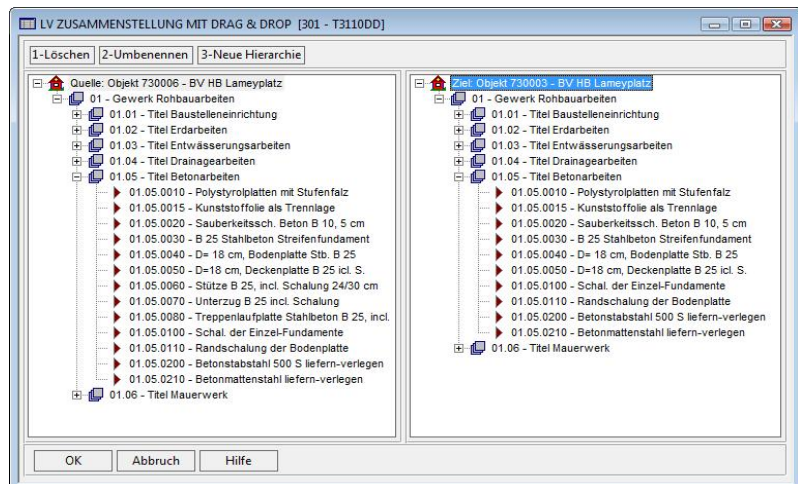 LV ZUSAMMENSTELLUNG MIT DRAG & DROP [301 - T3110DD]
1-Löschen 2-Umbenennen 3-Neue Hierarchie
Quelle: Objekt 730006 - BV HB Lameyplatz
01 - Gewerk Rohbauarbeiten
01.01 - Titel Baustelleneinrichtung
01.02 - Titel Erdarbeiten
01.03 - Titel Entwässerungsarbeiten
01.04 - Titel Drainagearbeiten
01.05 - Titel Betonarbeiten
01.05.0010 - Polystyrolplatten mit Stufenfalz
01.05.0015 - Kunststoffolie als Trennlage
01.05.0020 - Sauberkeitssch. Beton B 10, 5 cm
01.05.0030 - B 25 Stahlbeton Streifenfundament
01.05.0040 - D= 18 cm, Bodenplatte Stb. B 25
01.05.0050 - D=18 cm, Deckenplatte B 25 icl. S.
01.05.0060 - Stütze B 25, incl. Schalung 24/30 cm
01.05.0070 - Unterzug B 25 incl. Schalung
01.05.0080 - Treppenlaufplatte Stahlbeton B 25, incl.
01.05.0100 - Schal. der Einzel-Fundamente
01.05.0110 - Randschalung der Bodenplatte
01.05.0200 - Betonstabstahl 500 S liefern-verlegen
01.05.0210 - Betonmattenstahl liefern-verlegen
01.06 - Titel Mauerwerk
Ziel: Objekt 730003 - BV HB Lameyplatz
01 - Gewerk Rohbauarbeiten
01.01 - Titel Baustelleneinrichtung
01.02 - Titel Erdarbeiten
01.03 - Titel Entwässerungsarbeiten
01.04 - Titel Drainagearbeiten
01.05 - Titel Betonarbeiten
01.05.0010 - Polystyrolplatten mit Stufenfalz
01.05.0015 - Kunststoffolie als Trennlage
01.05.0020 - Sauberkeitssch. Beton B 10, 5 cm
01.05.0030 - B 25 Stahlbeton Streifenfundament
01.05.0040 - D= 18 cm, Bodenplatte Stb. B 25
01.05.0050 - D=18 cm, Deckenplatte B 25 icl. S.
01.05.0100 - Schal. der Einzel-Fundamente
01.05.0110 - Randschalung der Bodenplatte
01.05.0200 - Betonstabstahl 500 S liefern-verlegen
01.05.0210 - Betonmattenstahl liefern-verlegen
01.06 - Titel Mauerwerk
OK Abbruch Hilfe